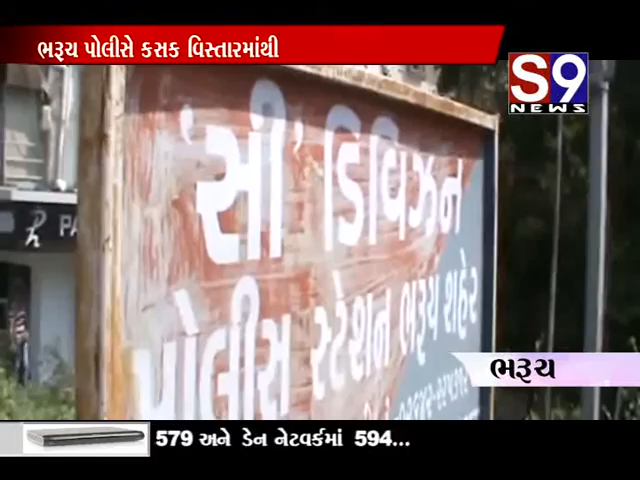 ભરૂચ પોલીસે કસક વિસ્તારમાંથી
S9
NEWS
'સી' ડિવિઝન
પોલીસ સ્ટેશન ભરૂચ શહેર
ભરૂચ
579 અને ડેન નેટવર્કમાં 594...